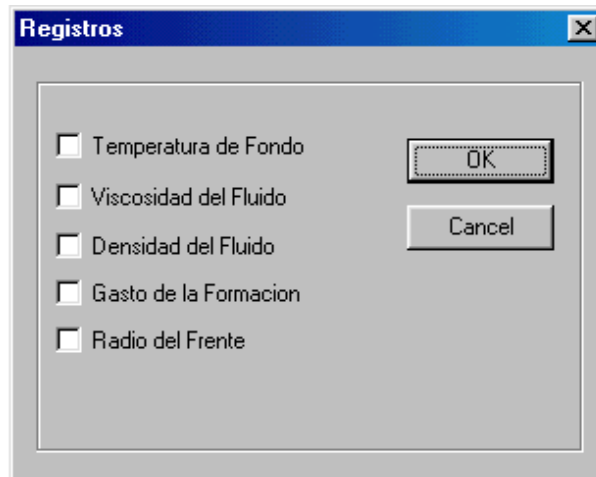 Registros
Temperatura de Fondo
OK
Viscosidad del Fluido
Cancel
Densidad del Fluido
Gasto de la Formacion
Radio del Frente